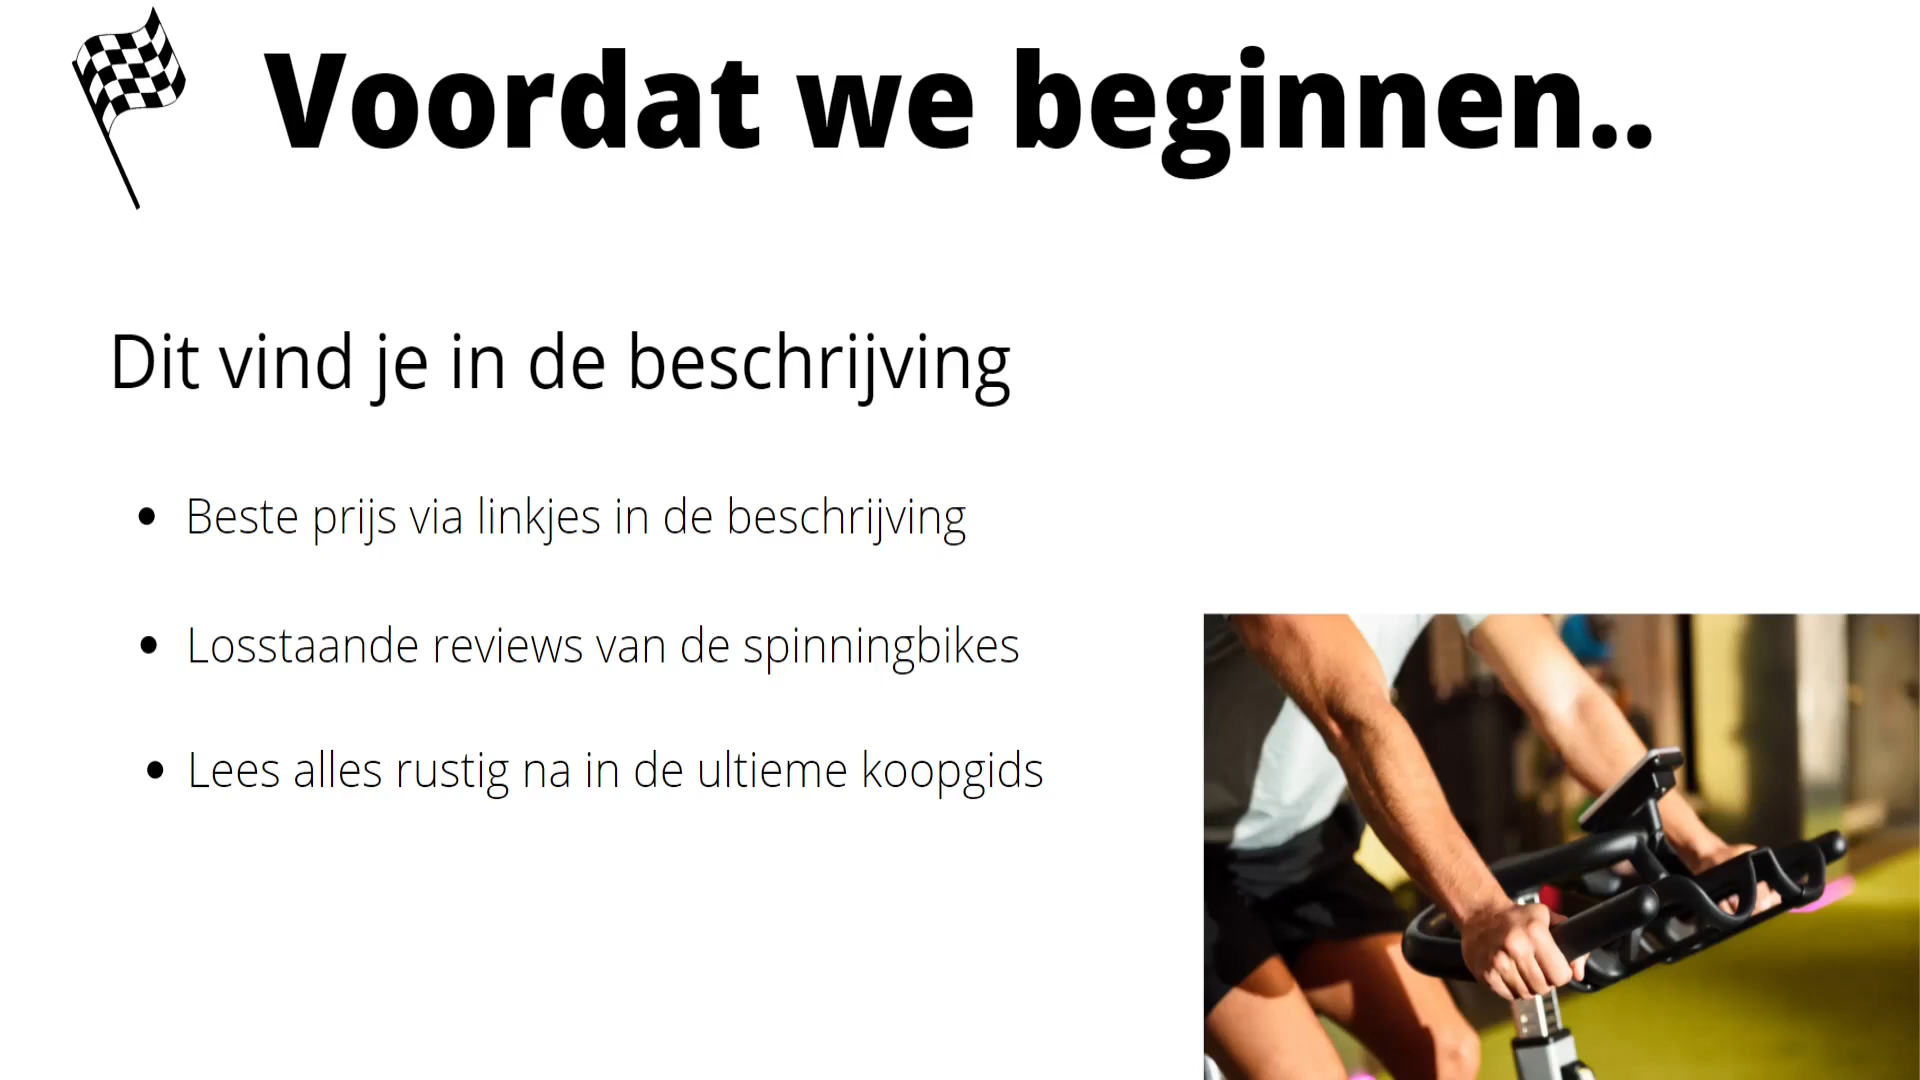 Voordat we beginnen..
Dit vind je in de beschrijving
• Beste prijs via linkjes in de beschrijving
• Losstaande reviews van de spinningbikes
• Lees alles rustig na in de ultieme koopgids